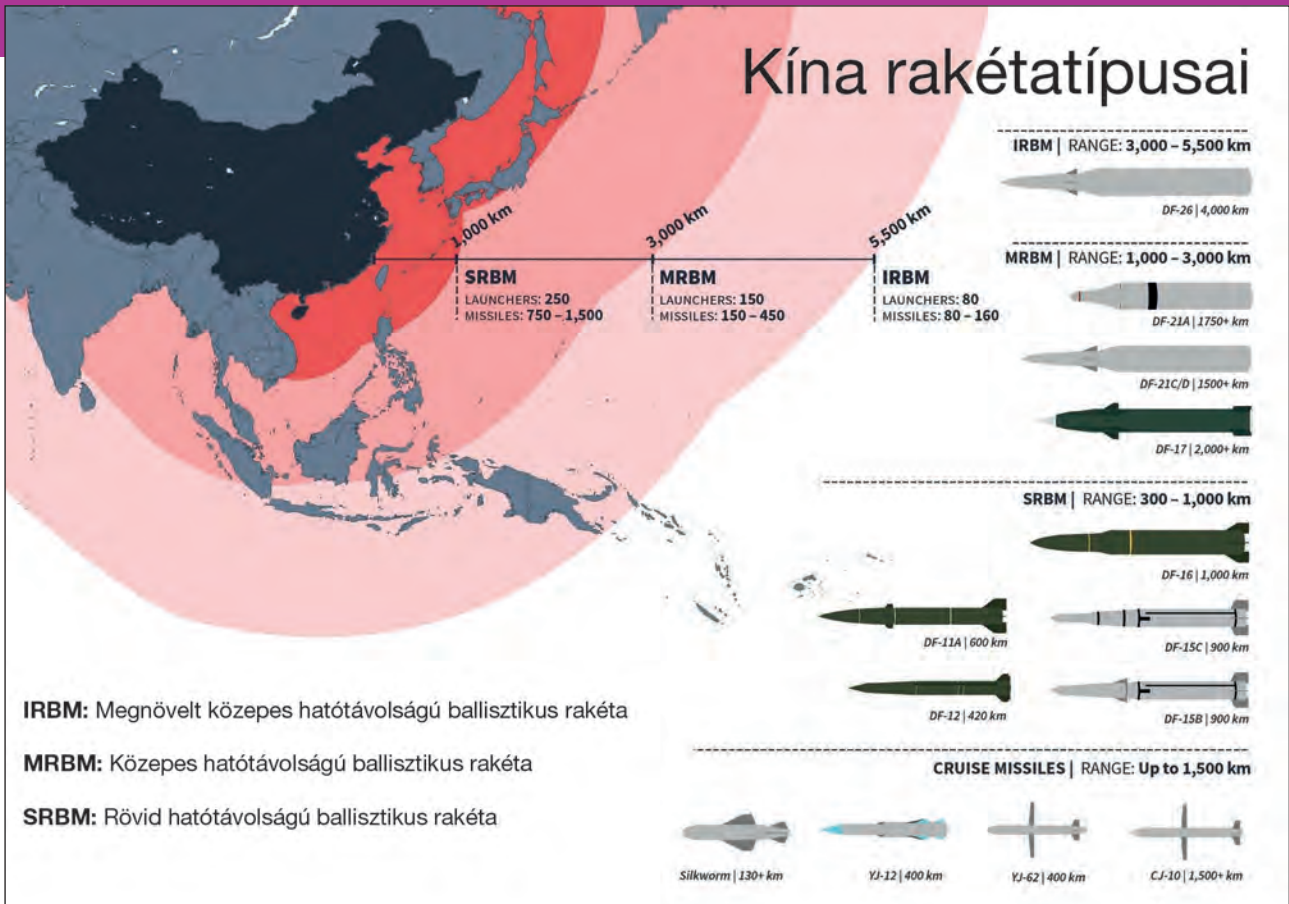 Kína rakétatípusai
IRBM | RANGE: 3,000 – 5,500 km
DF-26 | 4,000 km
MRBM | RANGE: 1,000 – 3,000 km
DF-21A | 1750+ km
DF-21C/D | 1500+ km
DF-17 | 2,000+ km
SRBM | RANGE: 300 – 1,000 km
DF-16 | 1,000 km
DF-11A | 600 km
DF-15C | 900 km
DF-12 | 420 km
DF-15B | 900 km
CRUISE MISSILES | RANGE: Up to 1,500 km
Silkworm | 130+ km
YJ-12 | 400 km
YJ-62 | 400 km
CJ-10 | 1,500+ km
1,000 km
3,000 km
5,500 km
SRBM
LAUNCHERS: 250
MISSILES: 750 – 1,500
MRBM
LAUNCHERS: 150
MISSILES: 150 – 450
IRBM
LAUNCHERS: 80
MISSILES: 80 – 160
IRBM: Megnövelt közepes hatótávolságú ballisztikus rakéta
MRBM: Közepes hatótávolságú ballisztikus rakéta
SRBM: Rövid hatótávolságú ballisztikus rakéta